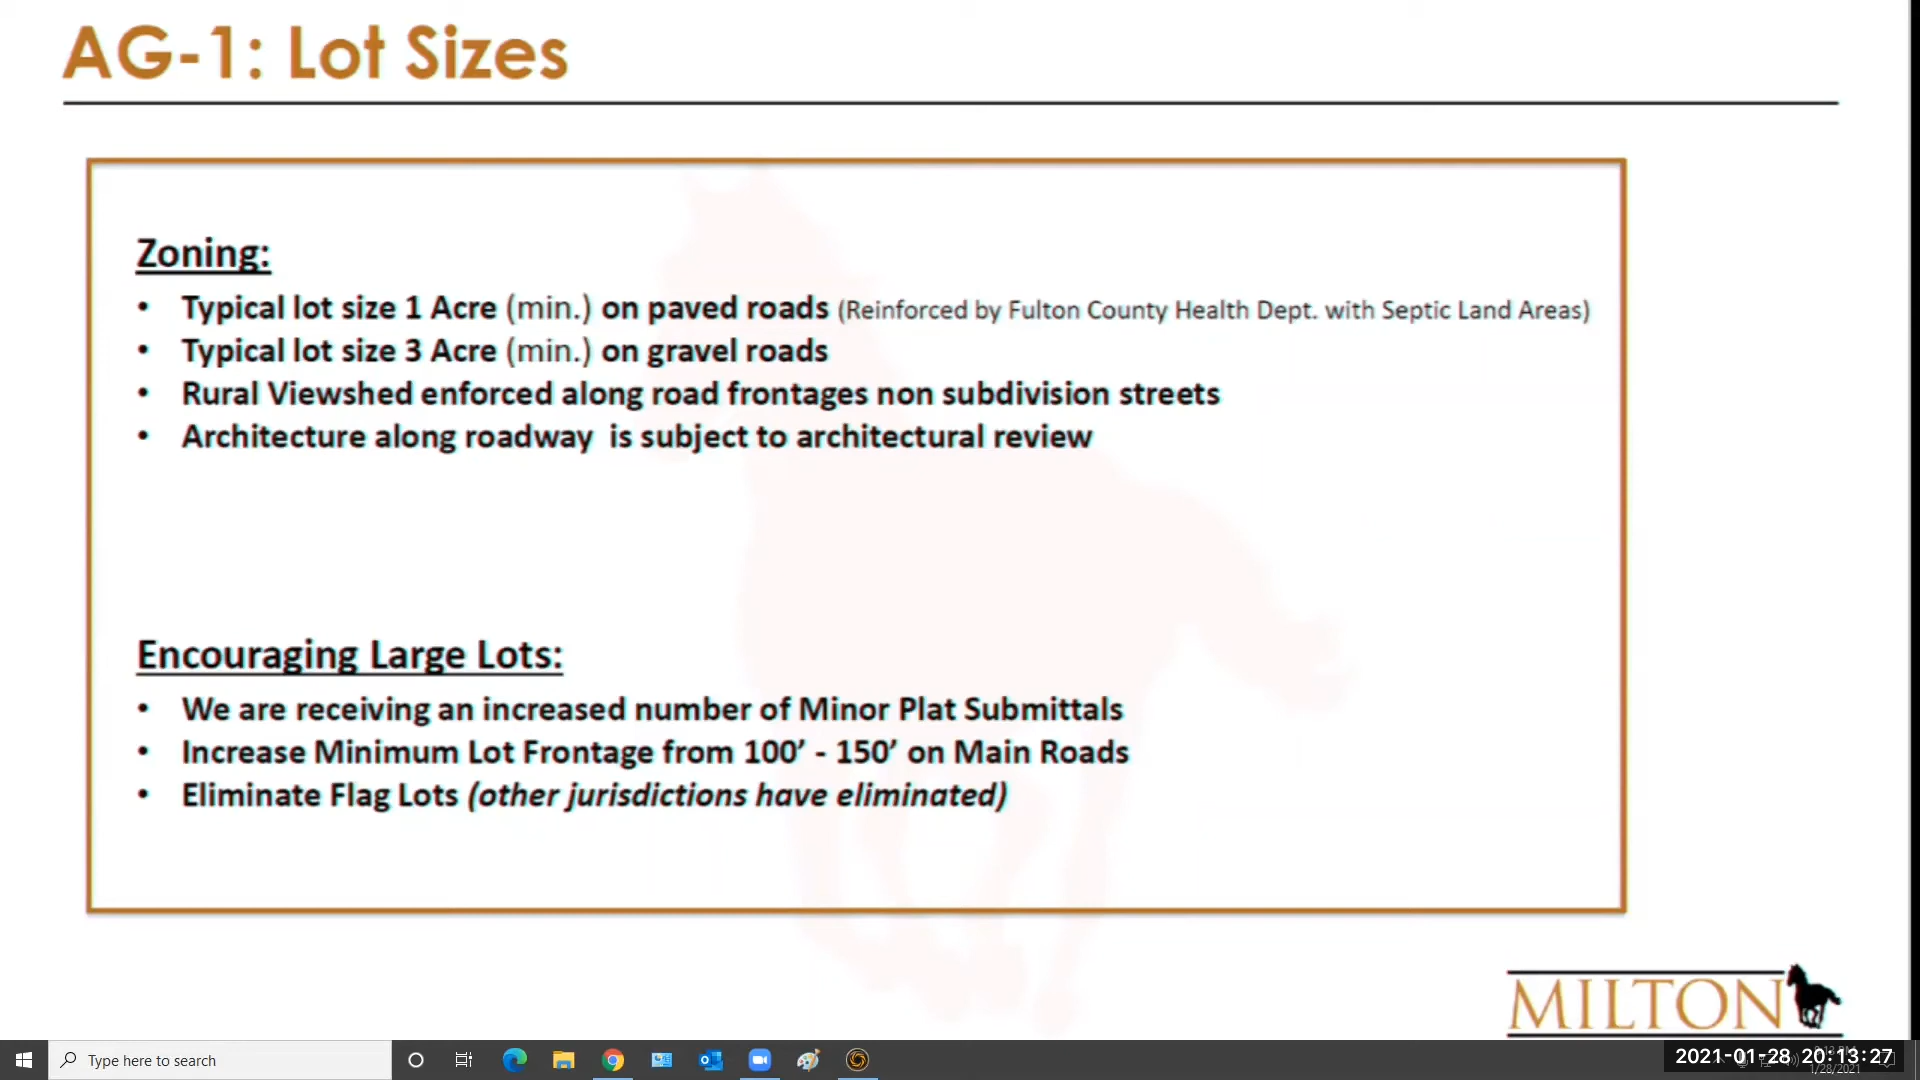 AG-1: Lot Sizes
Zoning:
• Typical lot size 1 Acre (min.) on paved roads (Reinforced by Fulton County Health Dept. with Septic Land Areas)
• Typical lot size 3 Acre (min.) on gravel roads
• Rural Viewshed enforced along road frontages non subdivision streets
• Architecture along roadway is subject to architectural review
Encouraging Large Lots:
• We are receiving an increased number of Minor Plat Submittals
• Increase Minimum Lot Frontage from 100’ - 150’ on Main Roads
• Eliminate Flag Lots (other jurisdictions have eliminated)
MILTON
Type here to search
2021-01-28 20:13:27
1/28/2021